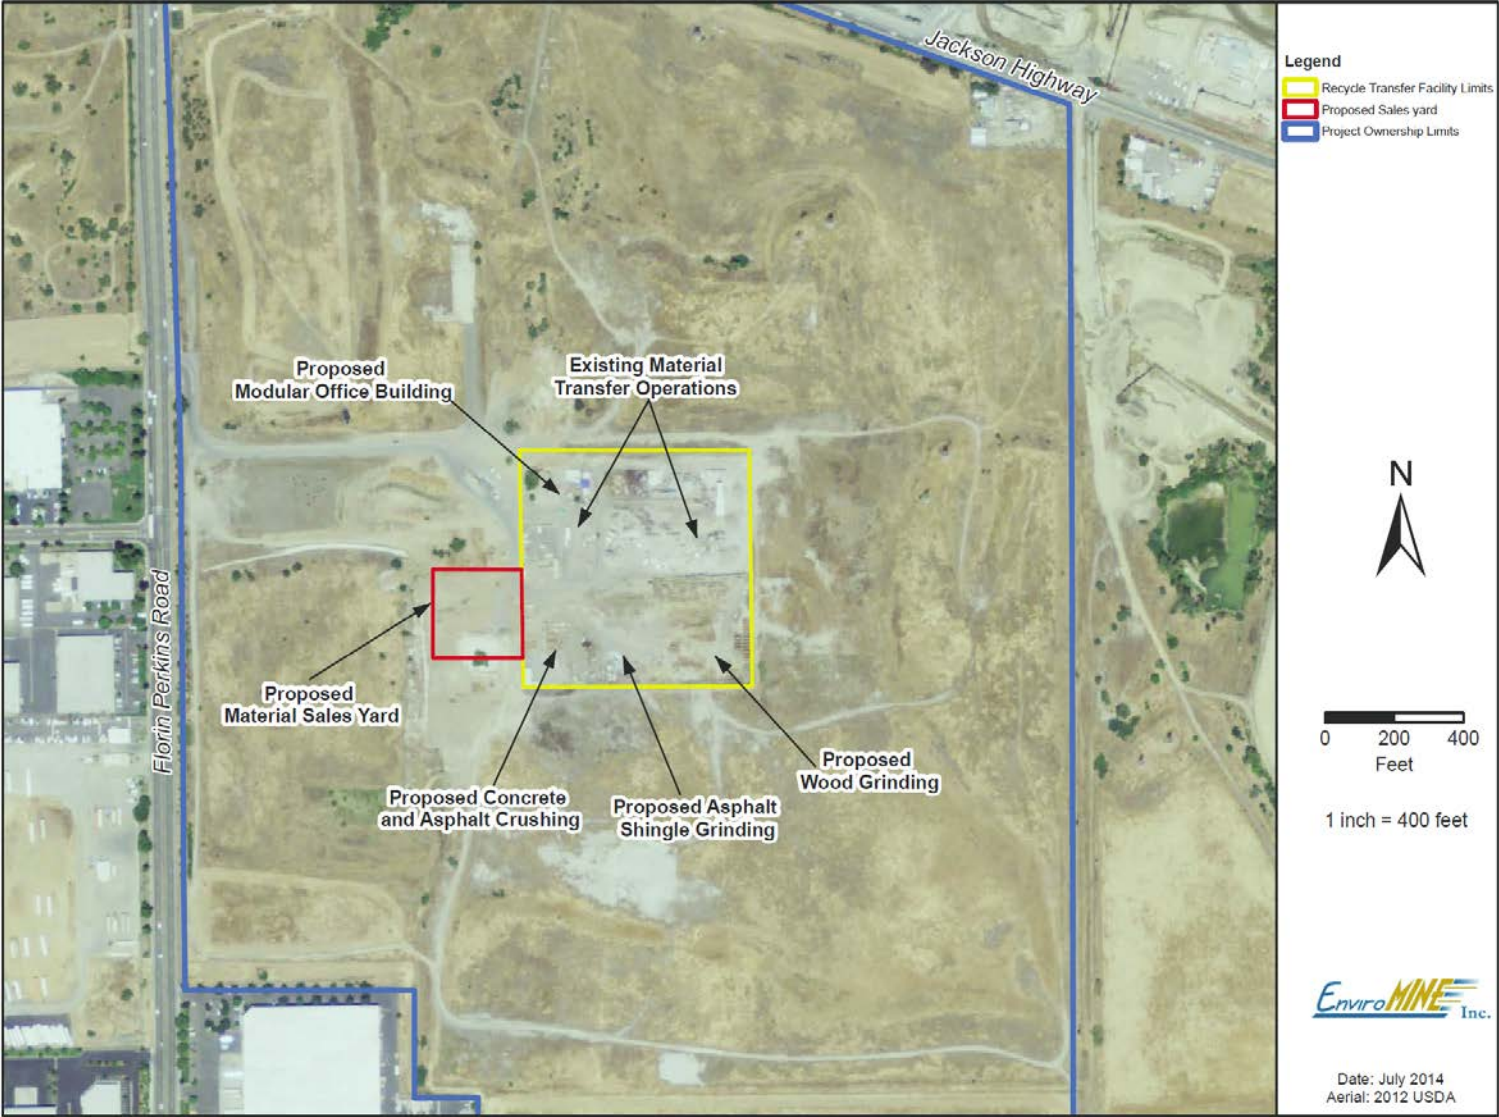 Jackson Highway
Legend
Recycle Transfer Facility Limits
Proposed Sales yard
Project Ownership Limits
Proposed
Modular Office Building
Existing Material
Transfer Operations
N
Florin Perkins Road
Proposed
Material Sales Yard
Proposed Concrete
and Asphalt Crushing
Proposed Asphalt
Shingle Grinding
Proposed
Wood Grinding
0 200 400
Feet
1 inch = 400 feet
EnviroMINE Inc.
Date: July 2014
Aerial: 2012 USDA